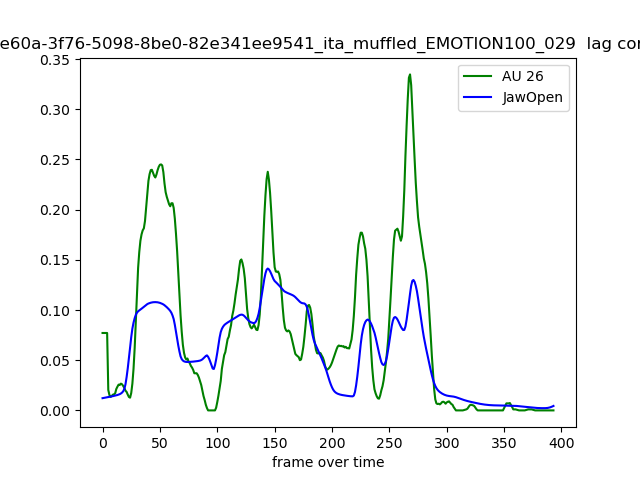 e60a-3f76-5098-8be0-82e341ee9541_ita_muffled_EMOTION100_029 lag cor
0.35
0.30
0.25
0.20
0.15
0.10
0.05
0.00
AU 26
JawOpen
0 50 100 150 200 250 300 350 400
frame over time